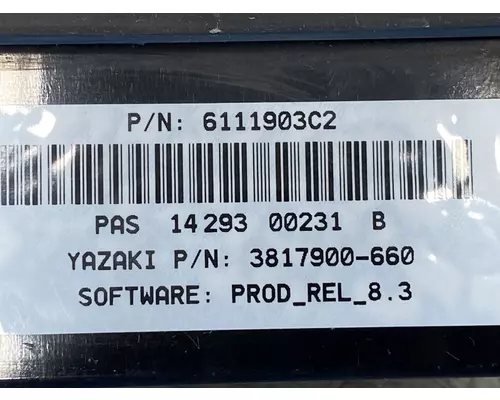 P/N: 6111903C2
PAS 14293 00231 B
YAZAKI P/N: 3817900-660
SOFTWARE: PROD_REL_8.3